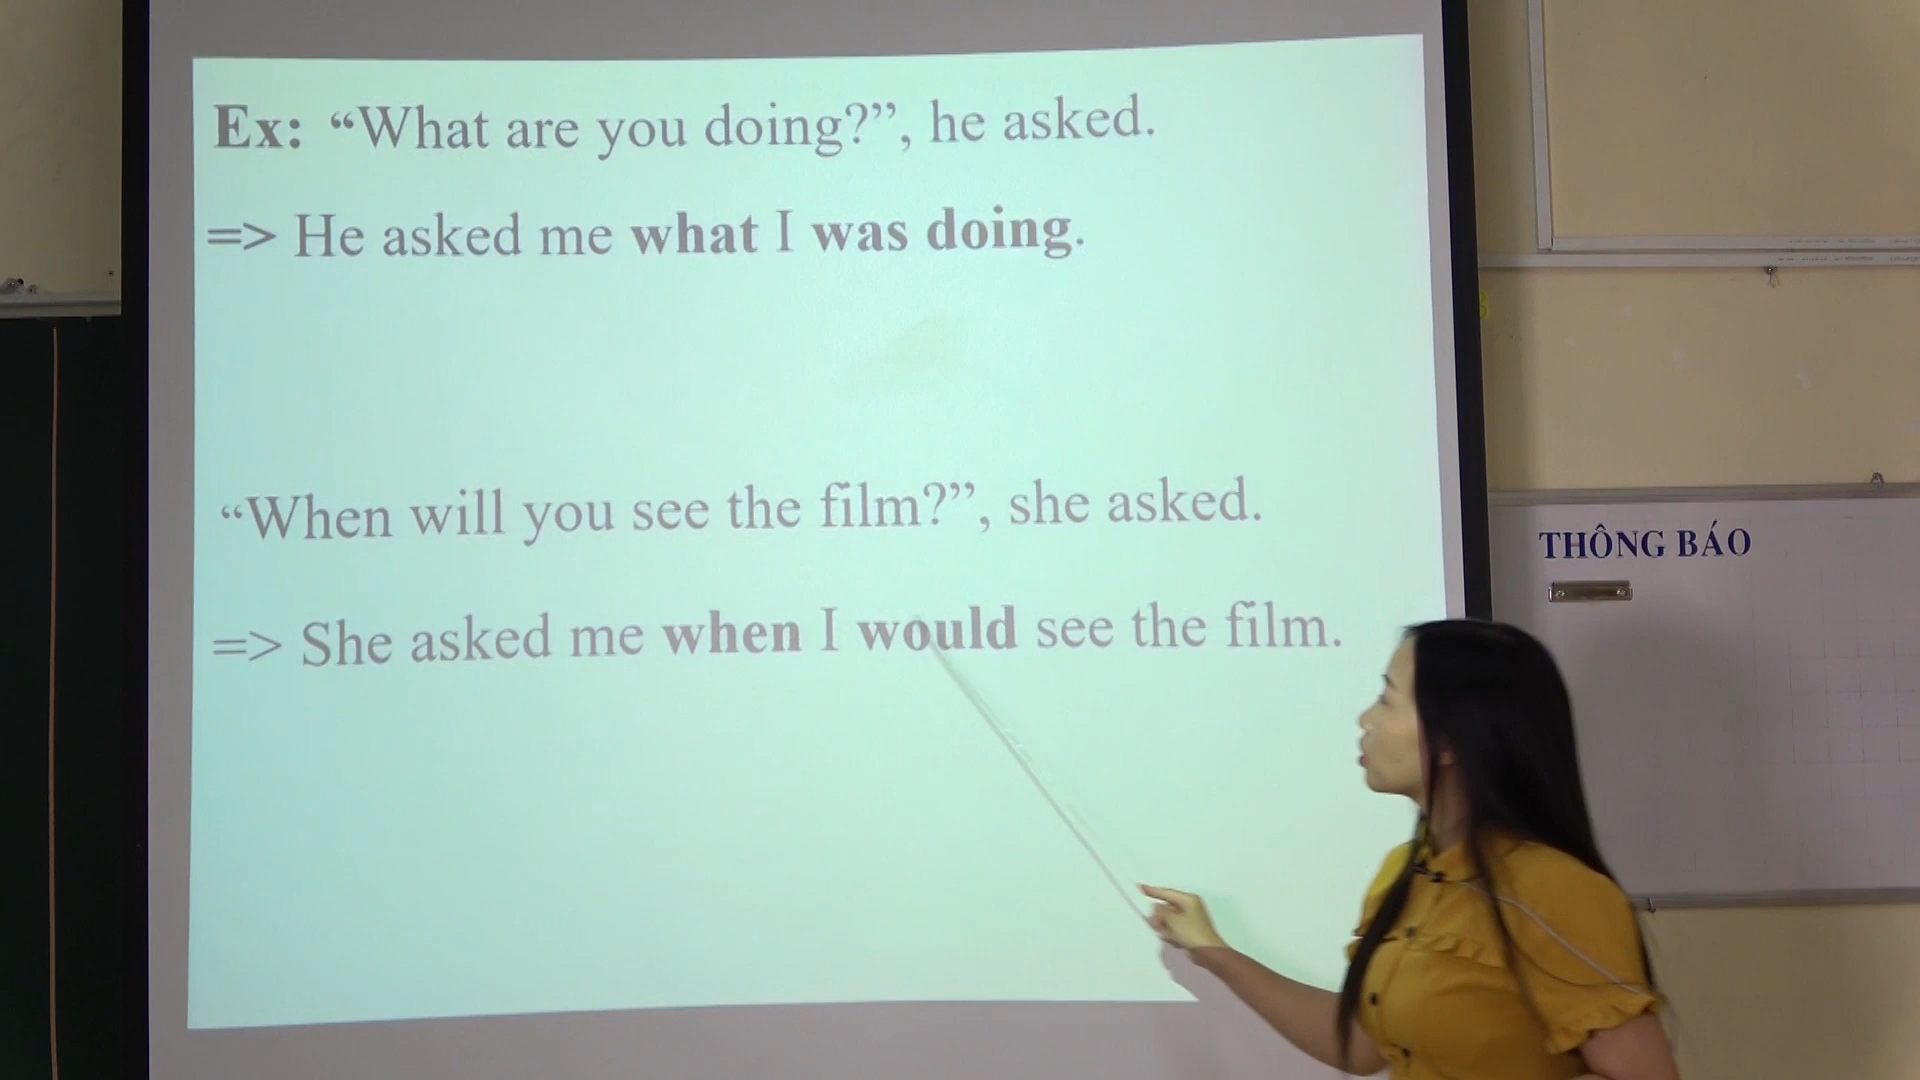 Ex: “What are you doing?”, he asked.
=> He asked me what I was doing.
“When will you see the film?”, she asked.
=> She asked me when I would see the film.
THÔNG BÁO